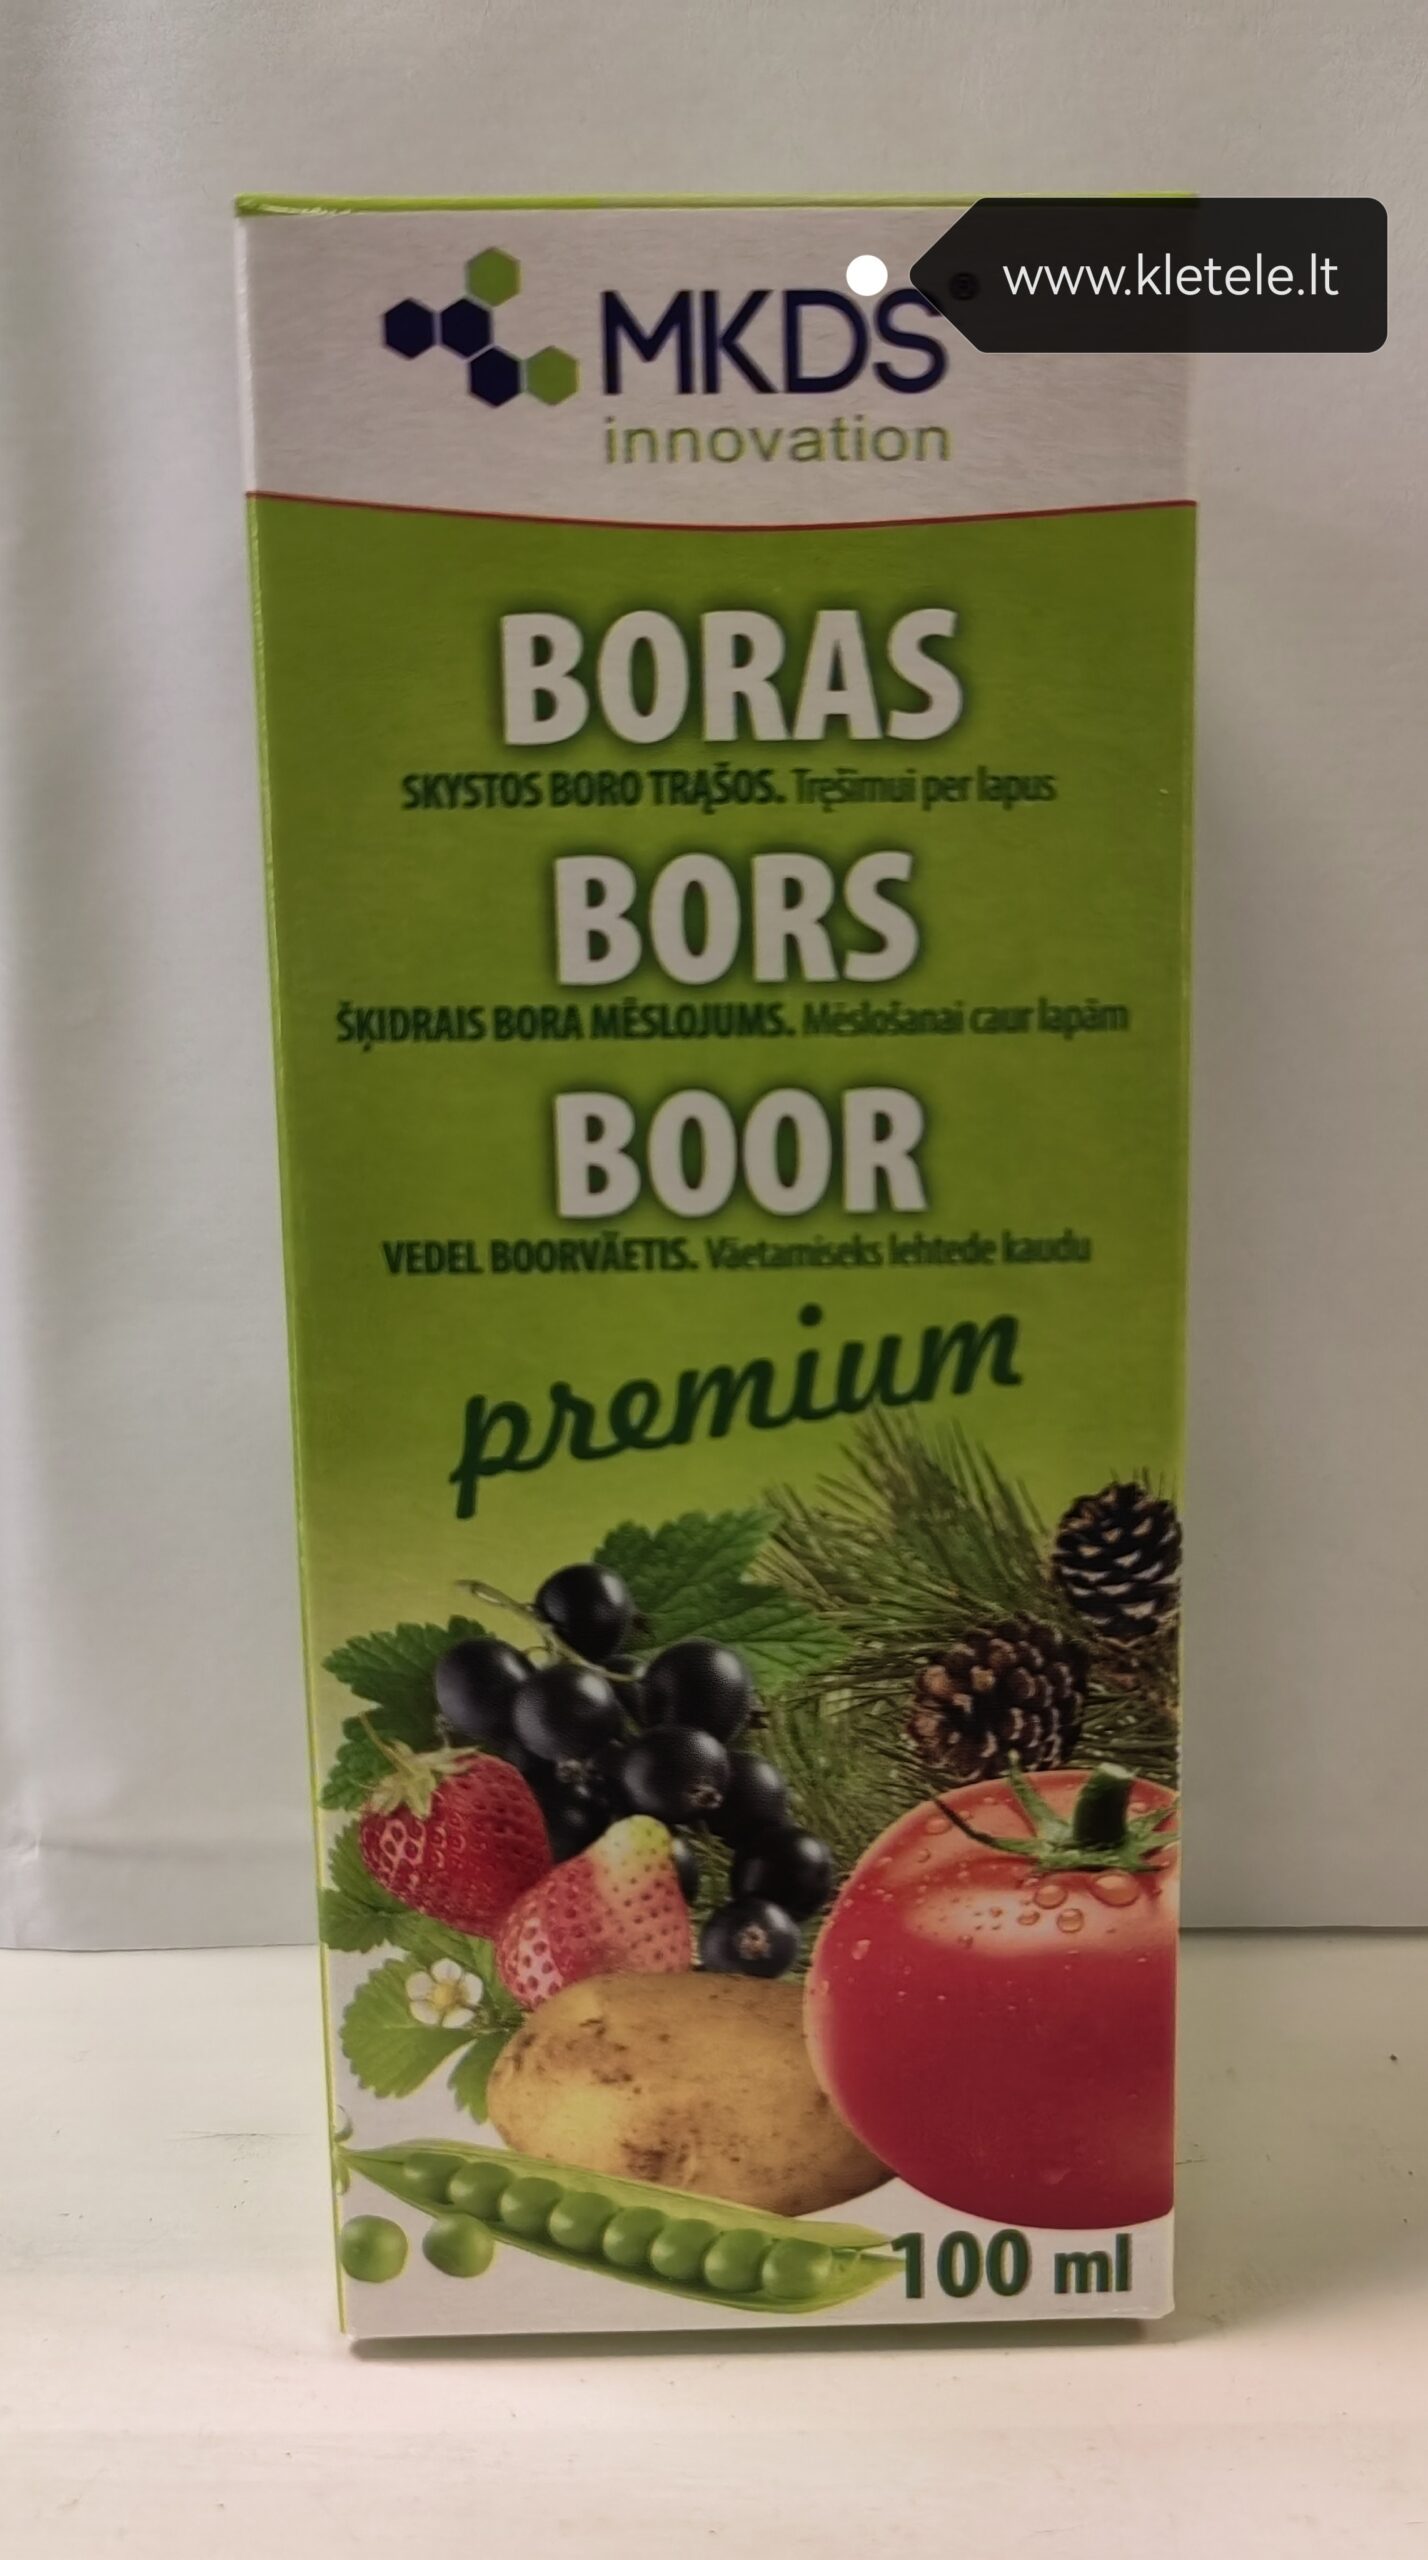 www.kletele.lt
MKDS®
innovation
BORAS
SKYSTOS BORO TRĄŠOS. Tręšimui per lapus
BORS
ŠĶIDRAIS BORA MĒSLOJUMS. Mēslošanai caur lapām
BOOR
VEDEL BOORVÄETIS. Väetamiseks lehtede kaudu
premium
100 ml